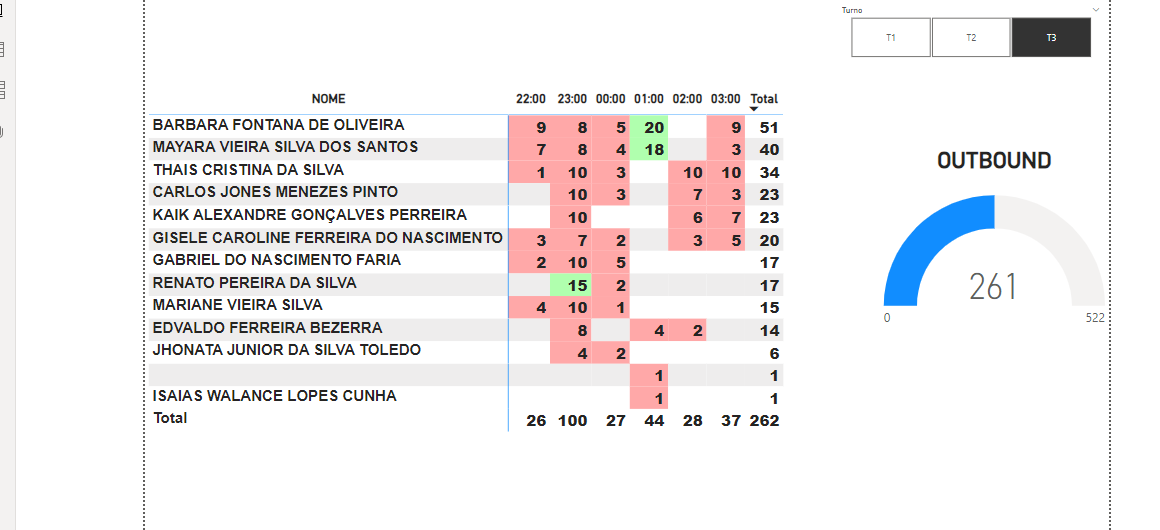 Turno
T1 T2 T3
NOME 22:00 23:00 00:00 01:00 02:00 03:00 Total
BARBARA FONTANA DE OLIVEIRA 9 8 5 20 9 51
MAYARA VIEIRA SILVA DOS SANTOS 7 8 4 18 3 40
THAIS CRISTINA DA SILVA 1 10 3 10 10 34
CARLOS JONES MENEZES PINTO 10 3 7 3 23
KAIK ALEXANDRE GONÇALVES PERREIRA 10 6 7 23
GISELE CAROLINE FERREIRA DO NASCIMENTO 3 7 2 3 5 20
GABRIEL DO NASCIMENTO FARIA 2 10 5 17
RENATO PEREIRA DA SILVA 15 2 17
MARIANE VIEIRA SILVA 4 10 1 15
EDVALDO FERREIRA BEZERRA 8 4 2 14
JHONATA JUNIOR DA SILVA TOLEDO 4 2 6
1 1
ISAIAS WALANCE LOPES CUNHA 1 1
Total 26 100 27 44 28 37 262
OUTBOUND
261
0 522